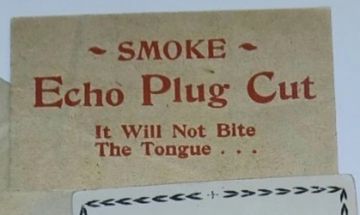 ~ SMOKE ~
Echo Plug Cut
It Will Not Bite
The Tongue . . .